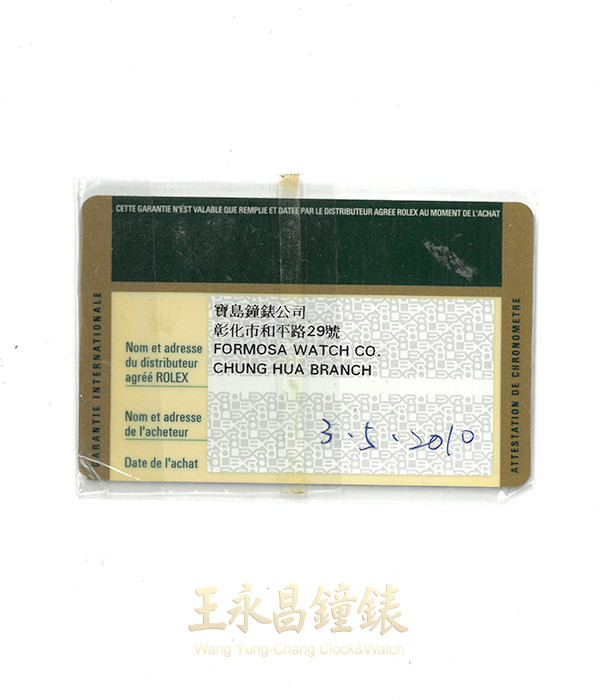 CETTE GARANTIE N'EST VALABLE QUE REMPLIE ET DATEE PAR LE DISTRIBUTEUR AGREE ROLEX AU MOMENT DE L'ACHAT
GARANTIE INTERNATIONALE
寶島鐘錶公司
彰化市和平路29號
Nom et adresse
du distributeur
agréé ROLEX
FORMOSA WATCH CO.
CHUNG HUA BRANCH
Nom et adresse
de l'acheteur
3.5.2010
Date de l'achat
ATTESTATION DE CHRONOMETRE
王永昌鐘錶
Wang Yung-Chang Clock&Watch